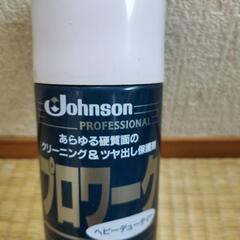 Johnson
PROFESSIONAL
あらゆる硬質面の
クリーニング&ツヤ出し保護剤
プロワーク
ヘビーデューティー